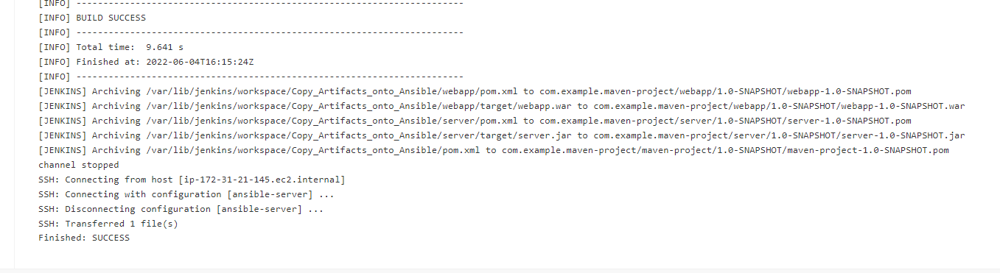 [INFO] ------------------------------------------------------------------------
[INFO] BUILD SUCCESS
[INFO] ------------------------------------------------------------------------
[INFO] Total time:  9.641 s
[INFO] Finished at: 2022-06-04T16:15:24Z
[INFO] ------------------------------------------------------------------------
[JENKINS] Archiving /var/lib/jenkins/workspace/Copy_Artifacts_onto_Ansible/webapp/pom.xml to com.example.maven-project/webapp/1.0-SNAPSHOT/webapp-1.0-SNAPSHOT.pom
[JENKINS] Archiving /var/lib/jenkins/workspace/Copy_Artifacts_onto_Ansible/webapp/target/webapp.war to com.example.maven-project/webapp/1.0-SNAPSHOT/webapp-1.0-SNAPSHOT.war
[JENKINS] Archiving /var/lib/jenkins/workspace/Copy_Artifacts_onto_Ansible/server/pom.xml to com.example.maven-project/server/1.0-SNAPSHOT/server-1.0-SNAPSHOT.pom
[JENKINS] Archiving /var/lib/jenkins/workspace/Copy_Artifacts_onto_Ansible/server/target/server.jar to com.example.maven-project/server/1.0-SNAPSHOT/server-1.0-SNAPSHOT.jar
[JENKINS] Archiving /var/lib/jenkins/workspace/Copy_Artifacts_onto_Ansible/pom.xml to com.example.maven-project/maven-project/1.0-SNAPSHOT/maven-project-1.0-SNAPSHOT.pom
channel stopped
SSH: Connecting from host [ip-172-31-21-145.ec2.internal]
SSH: Connecting with configuration [ansible-server] ...
SSH: Disconnecting configuration [ansible-server] ...
SSH: Transferred 1 file(s)
Finished: SUCCESS